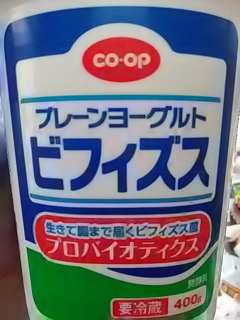 co·op
プレーンヨーグルト
ビフィズス
生きて腸まで届くビフィズス菌
プロバイオティクス
発酵乳
要冷蔵 400g